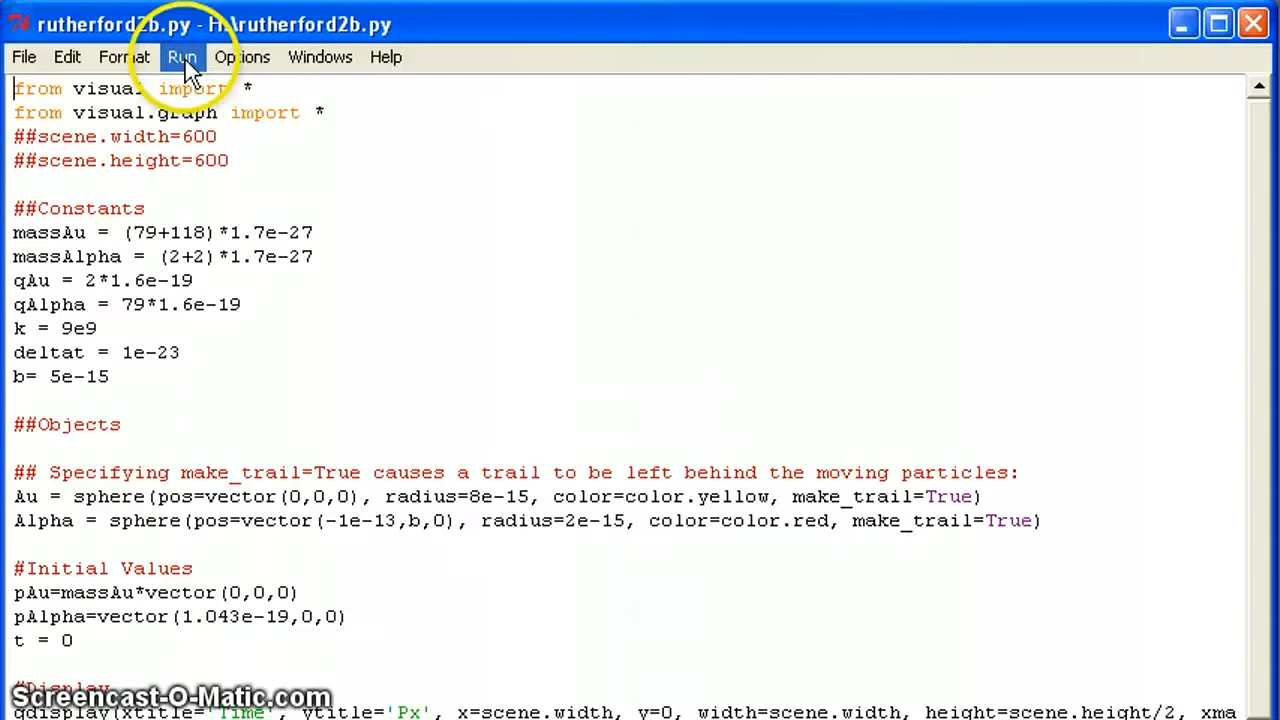 rutherford2b.py - H:\rutherford2b.py
File Edit Format Run Options Windows Help
from visual import *
from visual.graph import *
##scene.width=600
##scene.height=600
##Constants
massAu = (79+118)*1.7e-27
massAlpha = (2+2)*1.7e-27
qAu = 2*1.6e-19
qAlpha = 79*1.6e-19
k = 9e9
deltat = 1e-23
b= 5e-15
##Objects
## Specifying make_trail=True causes a trail to be left behind the moving particles:
Au = sphere(pos=vector(0,0,0), radius=8e-15, color=color.yellow, make_trail=True)
Alpha = sphere(pos=vector(-1e-13,b,0), radius=2e-15, color=color.red, make_trail=True)
#Initial Values
pAu=massAu*vector(0,0,0)
pAlpha=vector(1.043e-19,0,0)
t = 0
#Display
gdisplay(xtitle='Time', ytitle='Px', x=scene.width, y=0, width=scene.width, height=scene.height/2, xma
Screencast-O-Matic.com